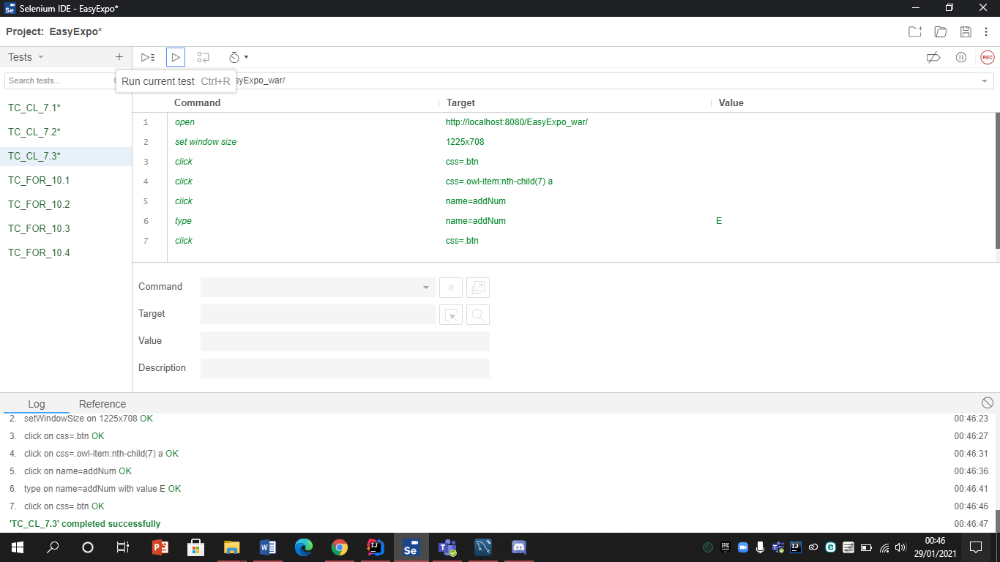 Selenium IDE - EasyExpo*
Project: EasyExpo*
Tests
Search tests...
Run current test Ctrl+R
syExpo_war/
TC_CL_7.1*
TC_CL_7.2*
TC_CL_7.3*
TC_FOR_10.1
TC_FOR_10.2
TC_FOR_10.3
TC_FOR_10.4
REC
Command Target Value
1 open http://localhost:8080/EasyExpo_war/
2 set window size 1225x708
3 click css=.btn
4 click css=.owl-item:nth-child(7) a
5 click name=addNum
6 type name=addNum E
7 click css=.btn
Command
//
Target
Value
Description
Log Reference
2. setWindowSize on 1225x708 OK 00:46:23
3. click on css=.btn OK 00:46:27
4. click on css=.owl-item:nth-child(7) a OK 00:46:31
5. click on name=addNum OK 00:46:36
6. type on name=addNum with value E OK 00:46:41
7. click on css=.btn OK 00:46:46
'TC_CL_7.3' completed successfully 00:46:47
00:46
29/01/2021